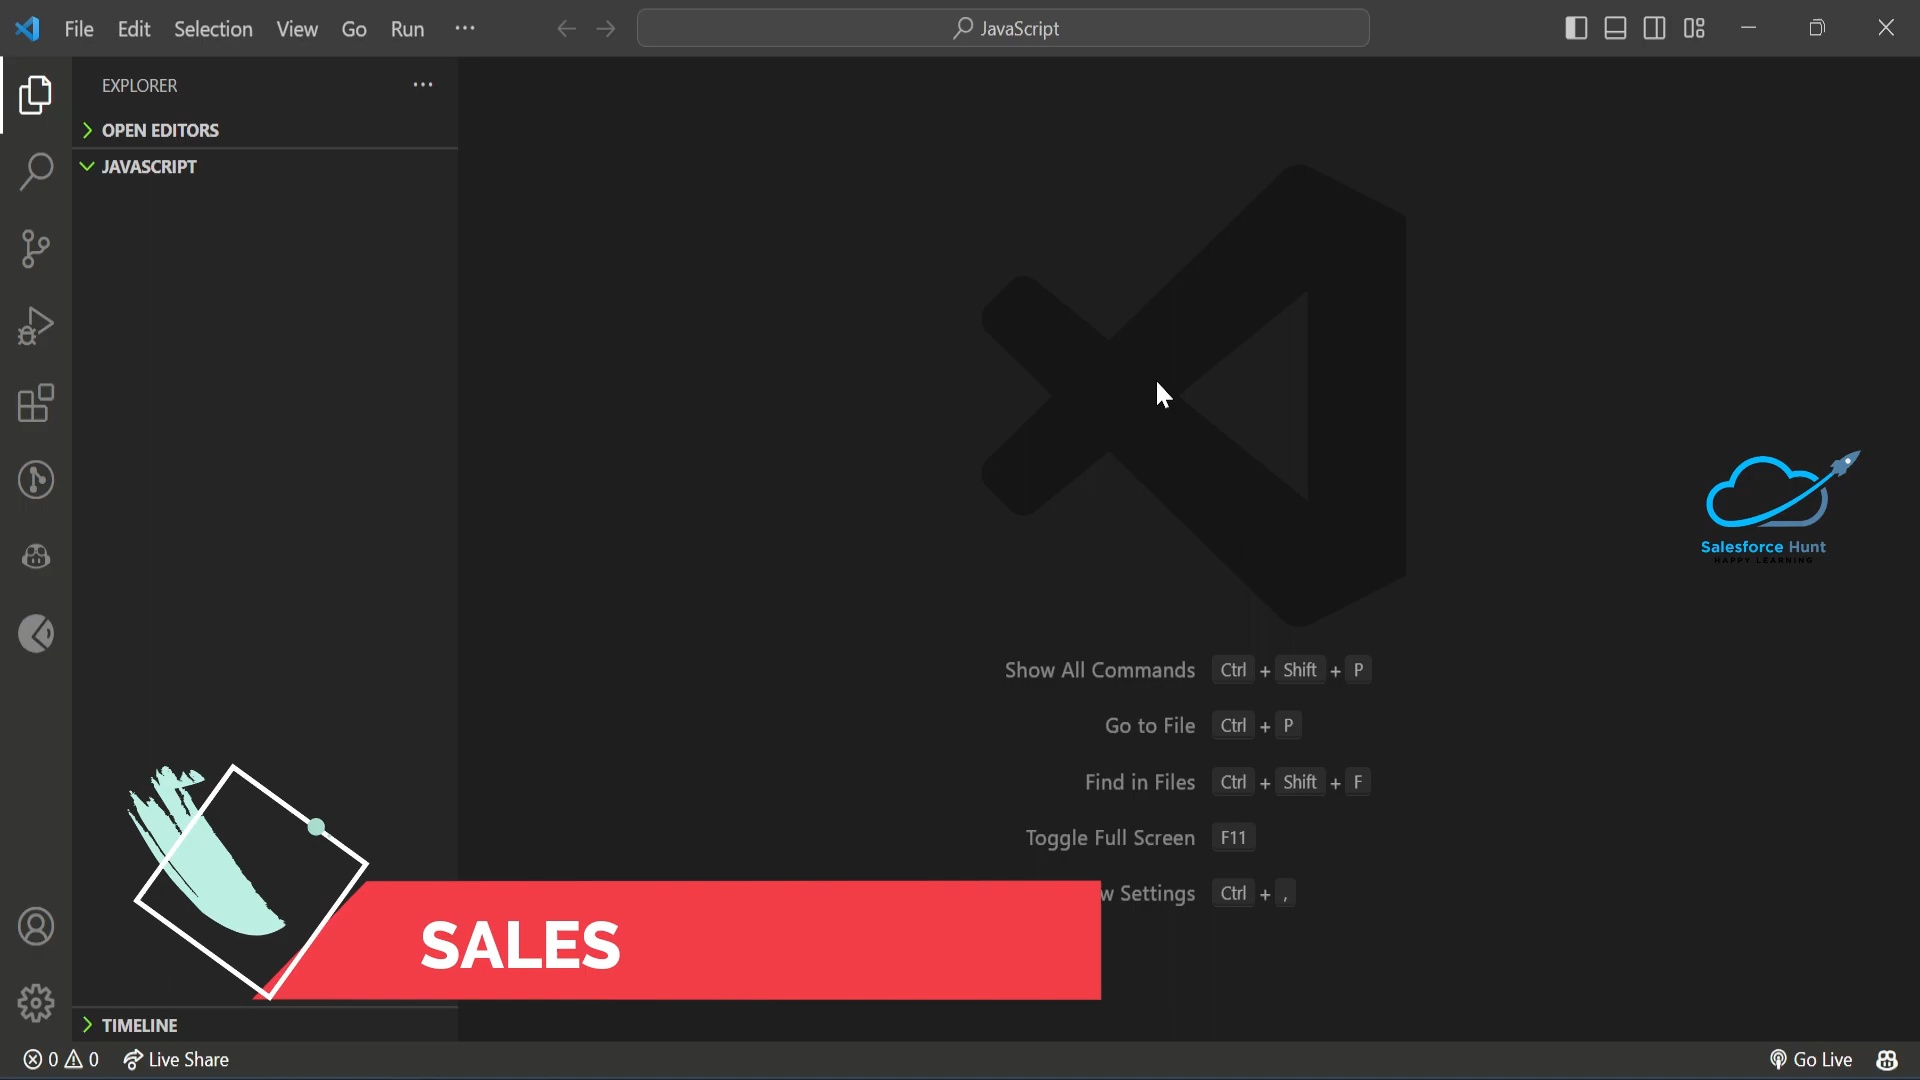 File Edit Selection View Go Run ···
JavaScript
EXPLORER ···
OPEN EDITORS
JAVASCRIPT
Salesforce Hunt
HAPPY LEARNING
Show All Commands Ctrl + Shift + P
Go to File Ctrl + P
Find in Files Ctrl + Shift + F
Toggle Full Screen F11
w Settings Ctrl + ,
SALES
TIMELINE
0 0 Live Share
Go Live